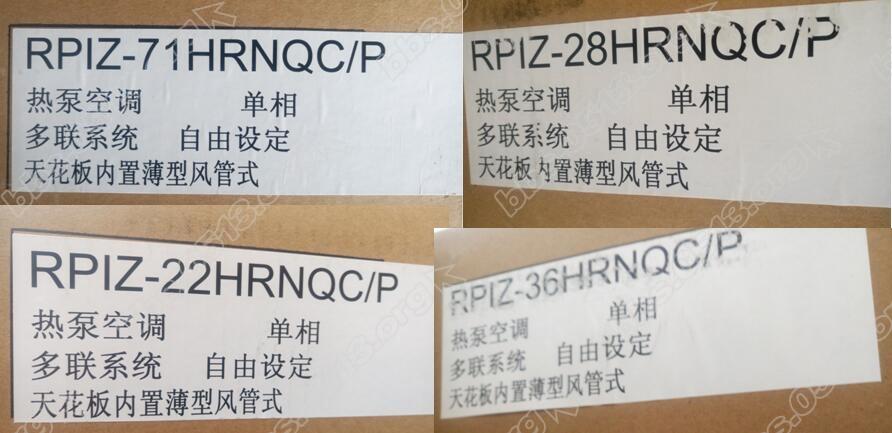 RPIZ-71HRNQC/P
热泵空调 单相
多联系统 自由设定
天花板内置薄型风管式
RPIZ-28HRNQC/P
热泵空调 单相
多联系统 自由设定
天花板内置薄型风管式
RPIZ-22HRNQC/P
热泵空调 单相
多联系统 自由设定
天花板内置薄型风管式
RPIZ-36HRNQC/P
热泵空调 单相
多联系统 自由设定
天花板内置薄型风管式